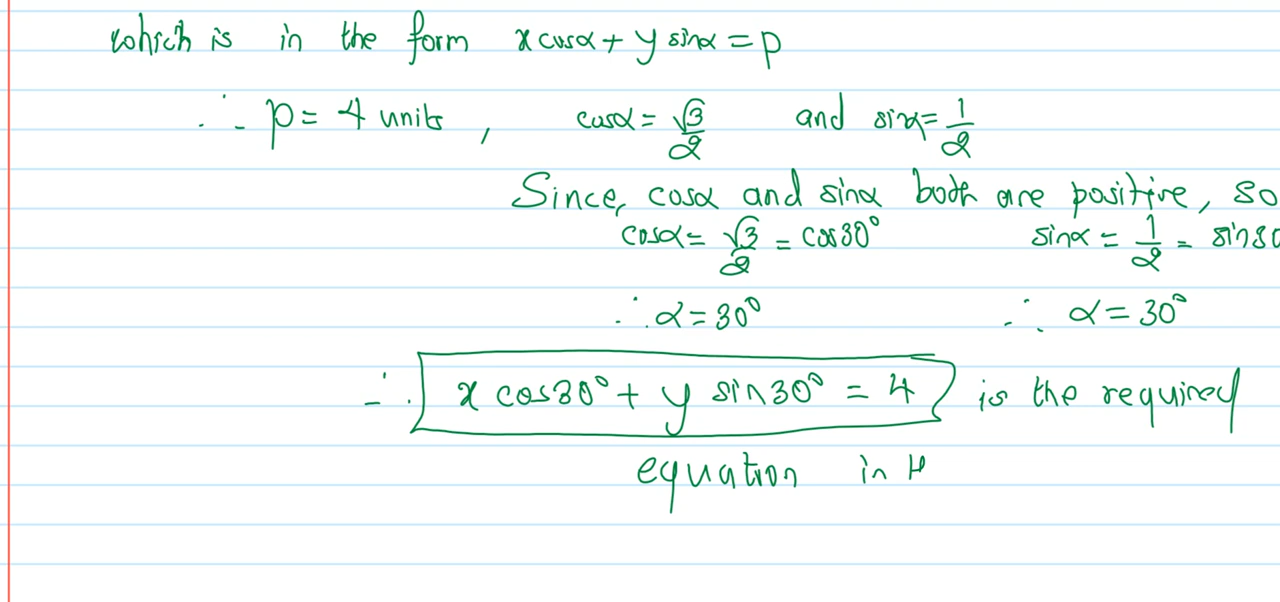 which is in the form x cosα + y sinα = p
∴ p = 4 units, cosα = √3/2 and sinα = 1/2
Since, cosα and sinα both are positive, so
cosα = √3/2 = cos30° sinα = 1/2 = sin30
∴ α = 30° ∴ α = 30°
∴ x cos30° + y sin30° = 4 is the required
equation in